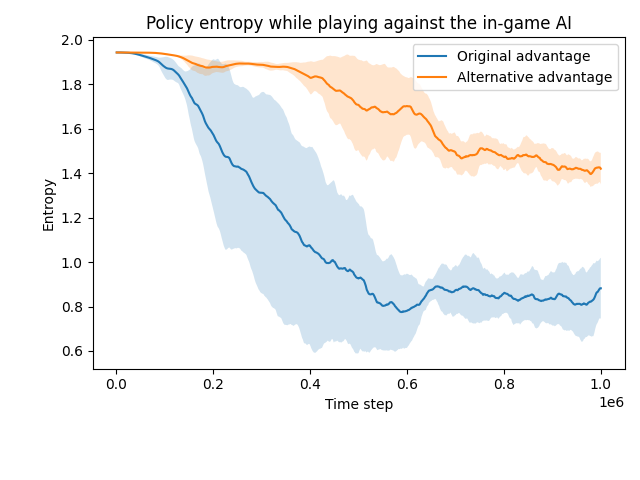 Policy entropy while playing against the in-game AI
Original advantage
Alternative advantage
Entropy
2.0
1.8
1.6
1.4
1.2
1.0
0.8
0.6
0.0 0.2 0.4 0.6 0.8 1.0
1e6
Time step